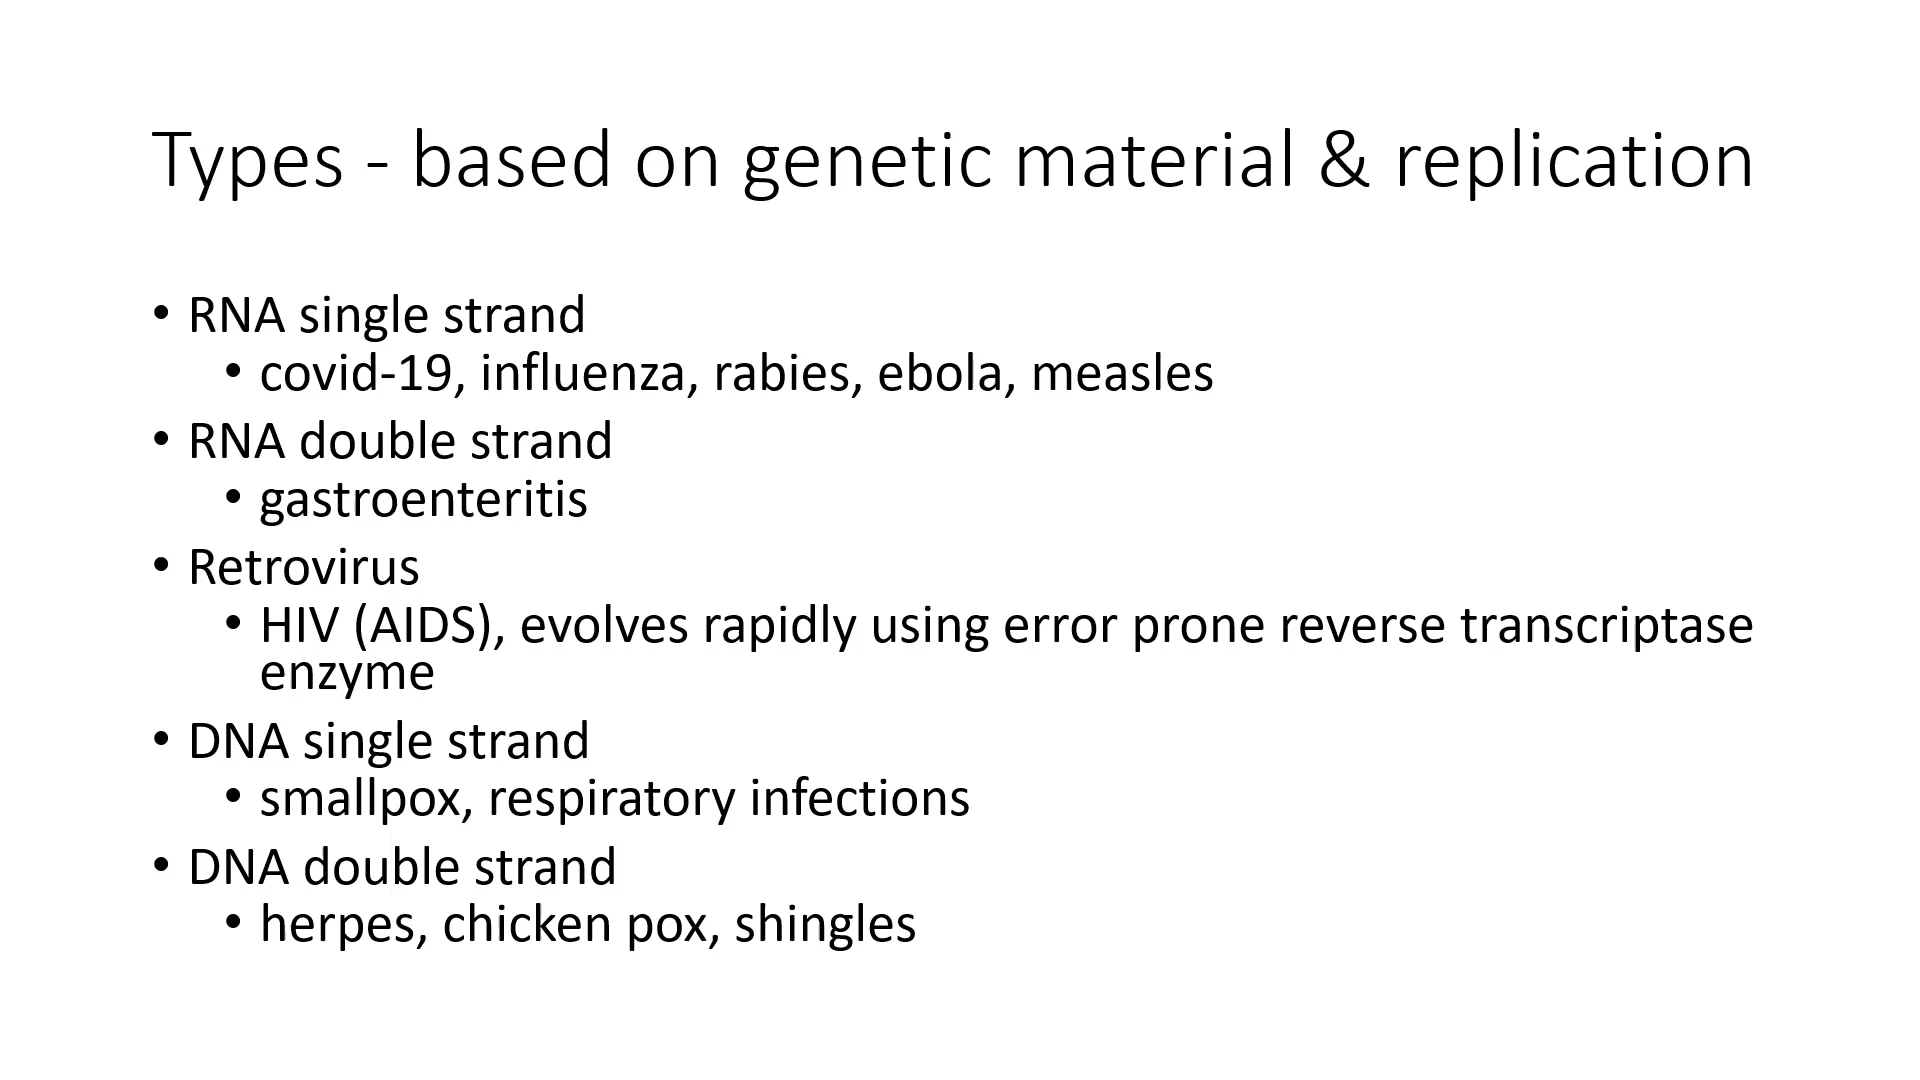 Types - based on genetic material & replication
• RNA single strand
• covid-19, influenza, rabies, ebola, measles
• RNA double strand
• gastroenteritis
• Retrovirus
• HIV (AIDS), evolves rapidly using error prone reverse transcriptase
enzyme
• DNA single strand
• smallpox, respiratory infections
• DNA double strand
• herpes, chicken pox, shingles